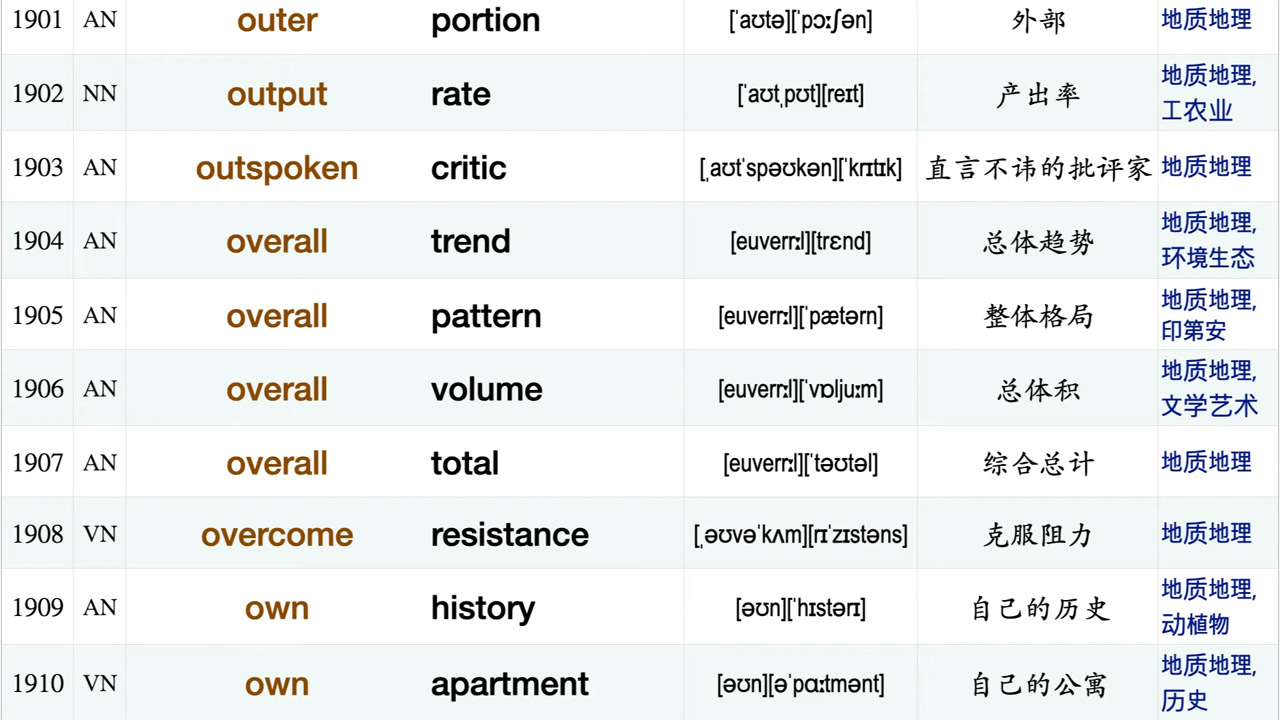 1901 AN outer portion [ˈaʊtə][ˈpɔːʃən] 外部 地质地理
1902 NN output rate [ˈaʊtˌpʊt][reɪt] 产出率 地质地理,
工农业
1903 AN outspoken critic [ˌaʊtˈspəʊkən][ˈkrɪtɪk] 直言不讳的批评家 地质地理
1904 AN overall trend [euverrːl][trɛnd] 总体趋势 地质地理,
环境生态
1905 AN overall pattern [euverrːl][ˈpætərn] 整体格局 地质地理,
印第安
1906 AN overall volume [euverrːl][ˈvɒljuːm] 总体积 地质地理,
文学艺术
1907 AN overall total [euverrːl][ˈtəʊtəl] 综合总计 地质地理
1908 VN overcome resistance [ˌəʊvəˈkʌm][rɪˈzɪstəns] 克服阻力 地质地理
1909 AN own history [əʊn][ˈhɪstərɪ] 自己的历史 地质地理,
动植物
1910 VN own apartment [əʊn][əˈpɑːtmənt] 自己的公寓 地质地理,
历史